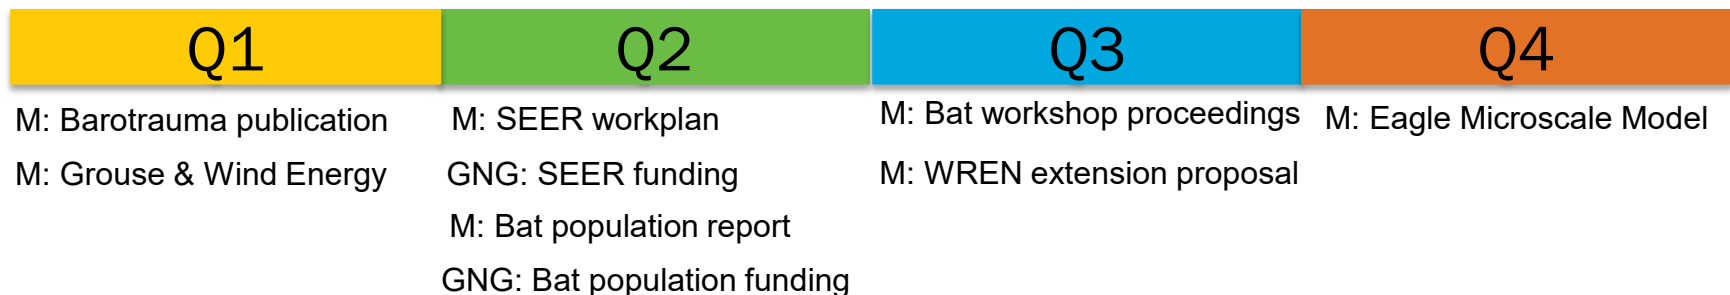 Q1
M: Barotrauma publication
M: Grouse & Wind Energy
Q2
M: SEER workplan
GNG: SEER funding
M: Bat population report
GNG: Bat population funding
Q3
M: Bat workshop proceedings
M: WREN extension proposal
Q4
M: Eagle Microscale Model